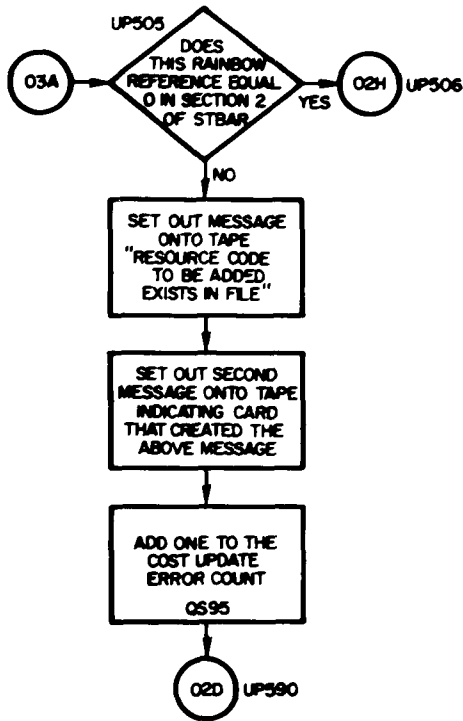 UP505
DOES
THIS RAINBOW
REFERENCE EQUAL
0 IN SECTION 2
OF STBAR
03A
02H
UP506
YES
NO
SET OUT MESSAGE
ONTO TAPE
"RESOURCE CODE
TO BE ADDED
EXISTS IN FILE"
SET OUT SECOND
MESSAGE ONTO TAPE
INDICATING CARD
THAT CREATED THE
ABOVE MESSAGE
ADD ONE TO THE
COST UPDATE
ERROR COUNT
QS95
02D
UP590